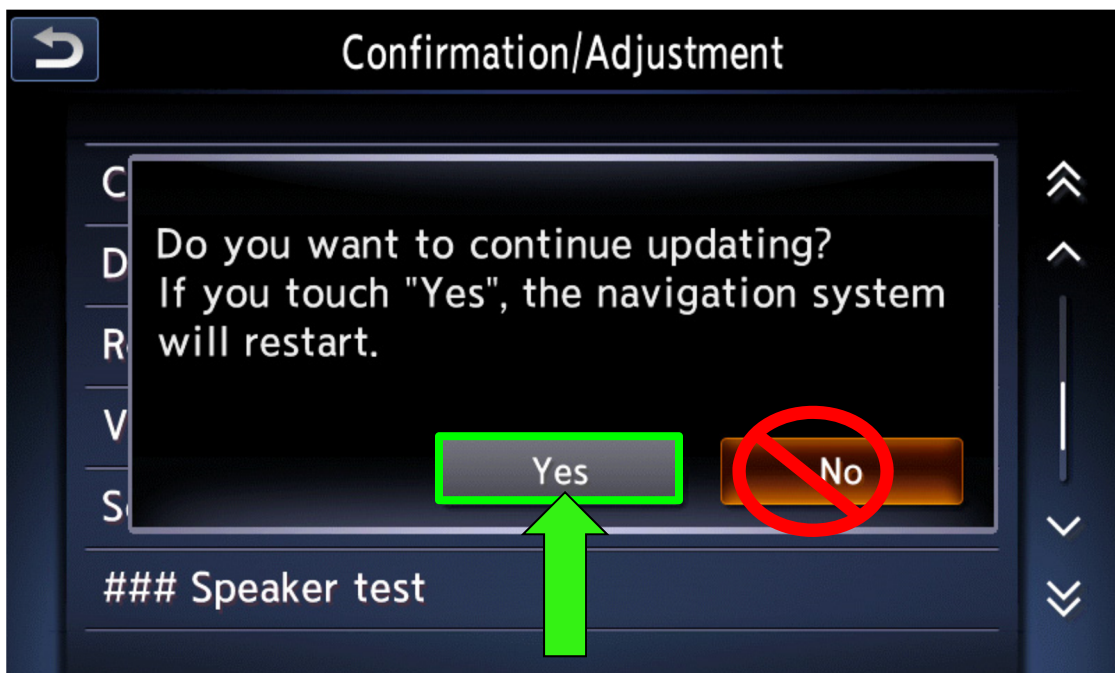 Confirmation/Adjustment
C
D
Do you want to continue updating?
If you touch "Yes", the navigation system
R
will restart.
V
Yes
No
S
### Speaker test